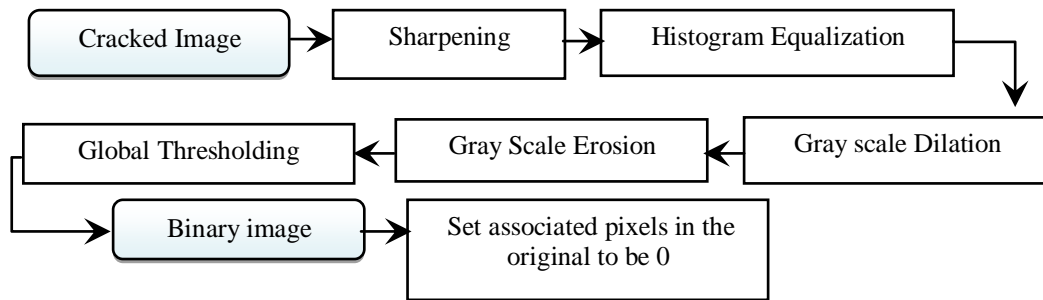 Cracked Image
Sharpening
Histogram Equalization
Gray scale Dilation
Gray Scale Erosion
Global Thresholding
Binary image
Set associated pixels in the
original to be 0